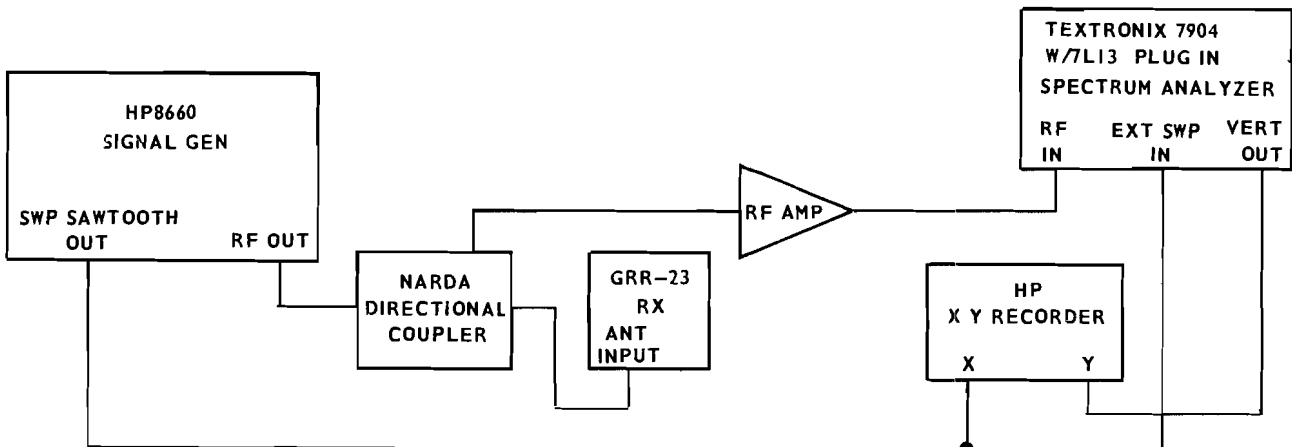 HP8660
SIGNAL GEN
SWP SAWTOOTH
OUT
RF OUT
NARDA
DIRECTIONAL
COUPLER
GRR-23
RX
ANT
INPUT
RF AMP
TEXTRONIX 7904
W/7L13 PLUG IN
SPECTRUM ANALYZER
RF
IN
EXT SWP
IN
VERT
OUT
HP
X Y RECORDER
X
Y